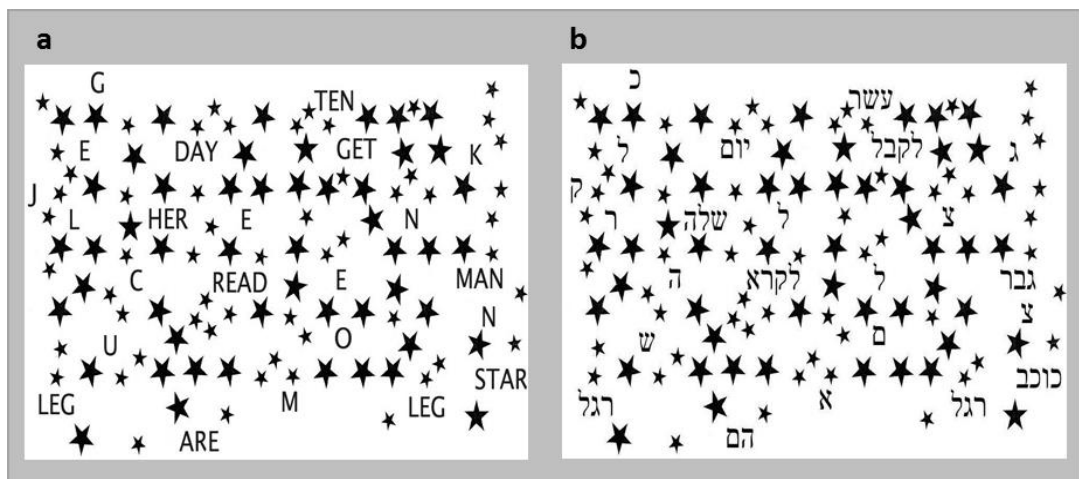 a
G
TEN
E DAY GET K
J
L HER E N
C READ E MAN
N
U O
STAR
LEG M LEG
ARE
b
כ
עשר
ג לקבל יום ל
ק
צ ל שלה ר
גבר ל לקרא ה
צ
ם ש
כוכב
רגל א רגל
הם